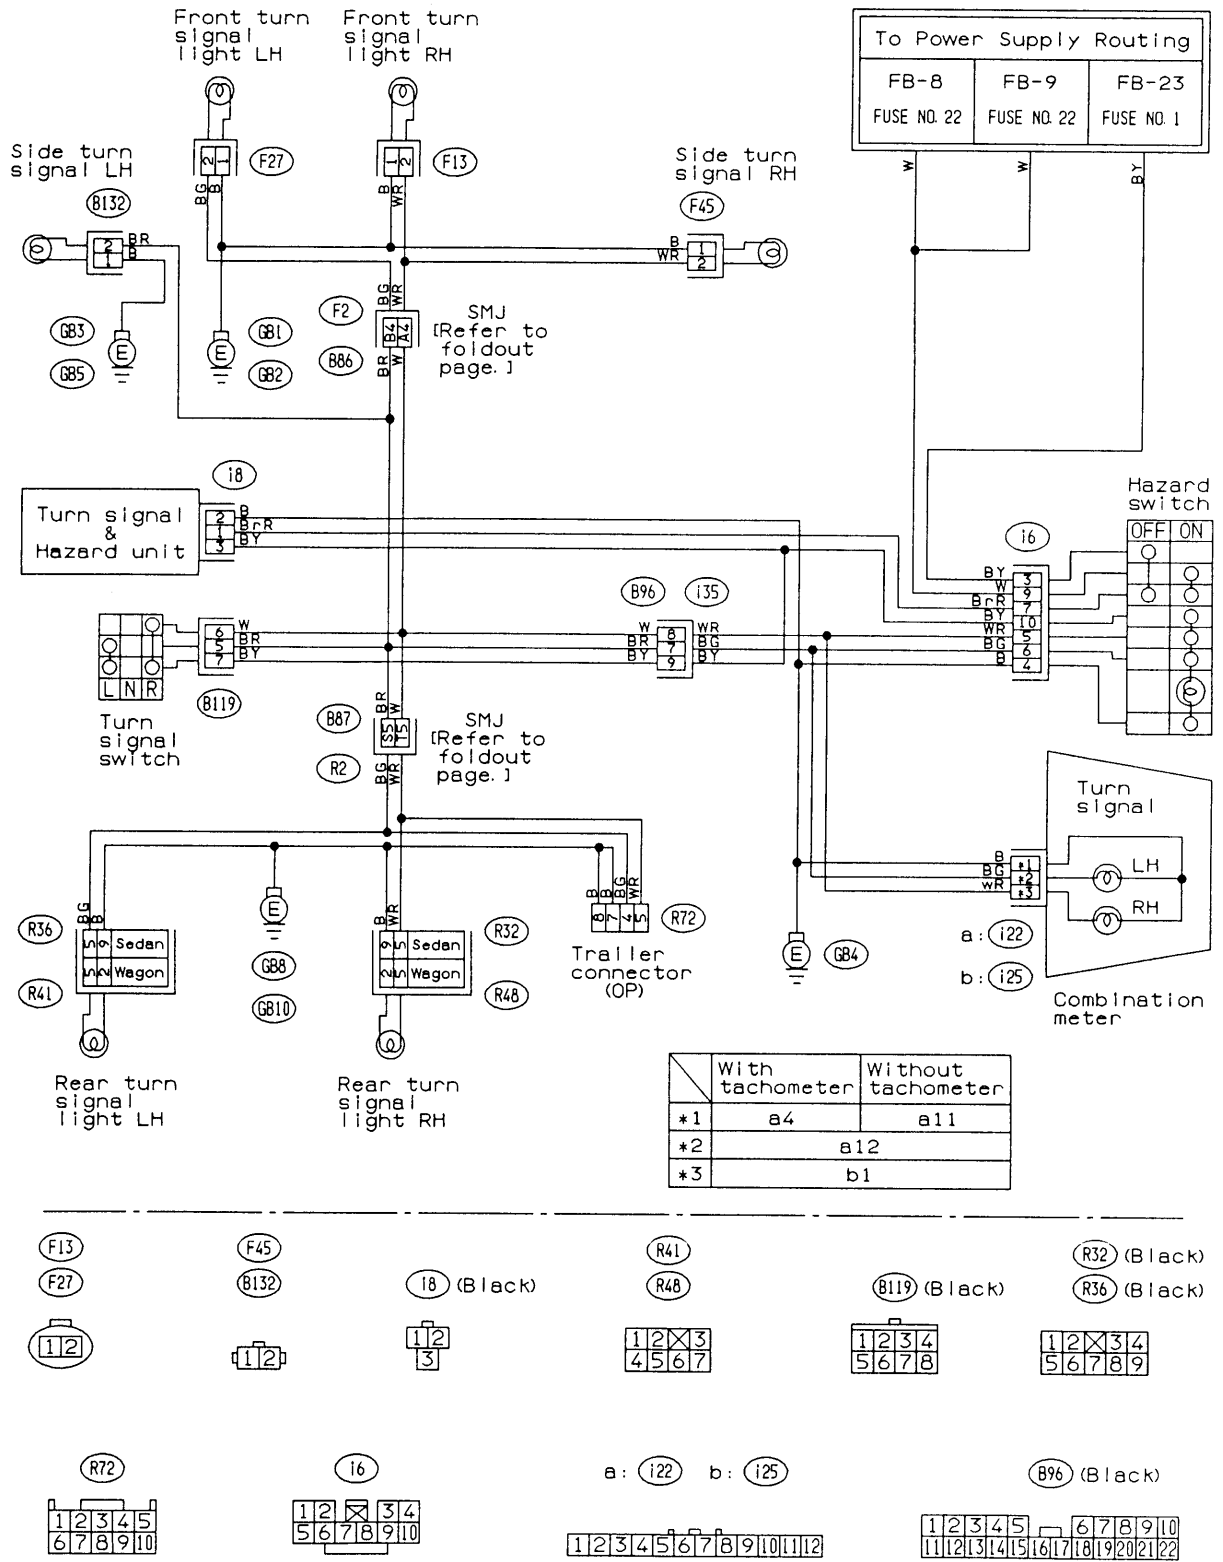 Front turn
signal
light LH
Front turn
signal
light RH
To Power Supply Routing
FB-8
FUSE NO. 22
FB-9
FUSE NO. 22
FB-23
FUSE NO. 1
Side turn
signal LH
B132
2 1
F27
1 2
F13
Side turn
signal RH
F45
W
W
BY
BG
B
B
WR
2
1
BR
B
B
WR
1
2
GB3
GB5
E
E
GB1
GB2
BG
WR
F2
B86
B4
A4
BR
W
SMJ
[Refer to
foldout
page.]
i8
Turn signal
&
Hazard unit
2
1
3
B
BrR
BY
Hazard
switch
OFF ON
i6
BY
W
BrR
BY
WR
BG
B
3
9
7
10
5
6
4
B96
i35
L N R
6
5
7
W
BR
BY
W
BR
BY
8
7
9
WR
BG
BY
B119
Turn
signal
switch
BR
W
B87
R2
S5
T5
BG
WR
SMJ
[Refer to
foldout
page.]
Turn
signal
LH
RH
B
BG
WR
*1
*2
*3
a: i22
b: i25
Combination
meter
E
GB4
BG
B
R36
R41
5 9 Sedan
5 2 Wagon
E
GB8
GB10
B
WR
9 5 Sedan
2 5 Wagon
R32
R48
B
B
BG
WR
8 7 4 5
R72
Trailer
connector
(OP)
Rear turn
signal
light LH
Rear turn
signal
light RH
With
tachometer
Without
tachometer
*1 a4 a11
*2 a12
*3 b1
F13
F27
1 2
F45
B132
1 2
i8 (Black)
1 2
3
R41
R48
1 2 3
4 5 6 7
B119 (Black)
1 2 3 4
5 6 7 8
R32 (Black)
R36 (Black)
1 2 3 4
5 6 7 8 9
R72
1 2 3 4 5
6 7 8 9 10
i6
1 2 3 4
5 6 7 8 9 10
a: i22 b: i25
1 2 3 4 5 6 7 8 9 10 11 12
B96 (Black)
1 2 3 4 5 6 7 8 9 10
11 12 13 14 15 16 17 18 19 20 21 22